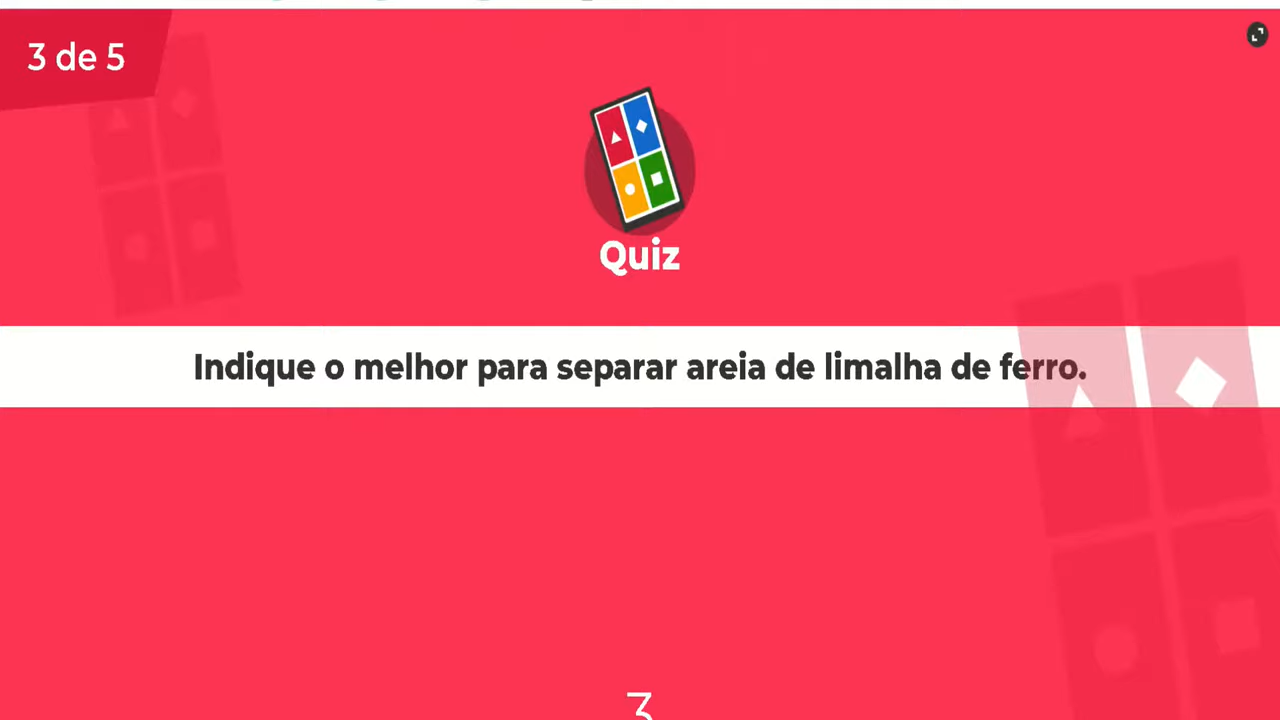 3 de 5
Quiz
Indique o melhor para separar areia de limalha de ferro.
3